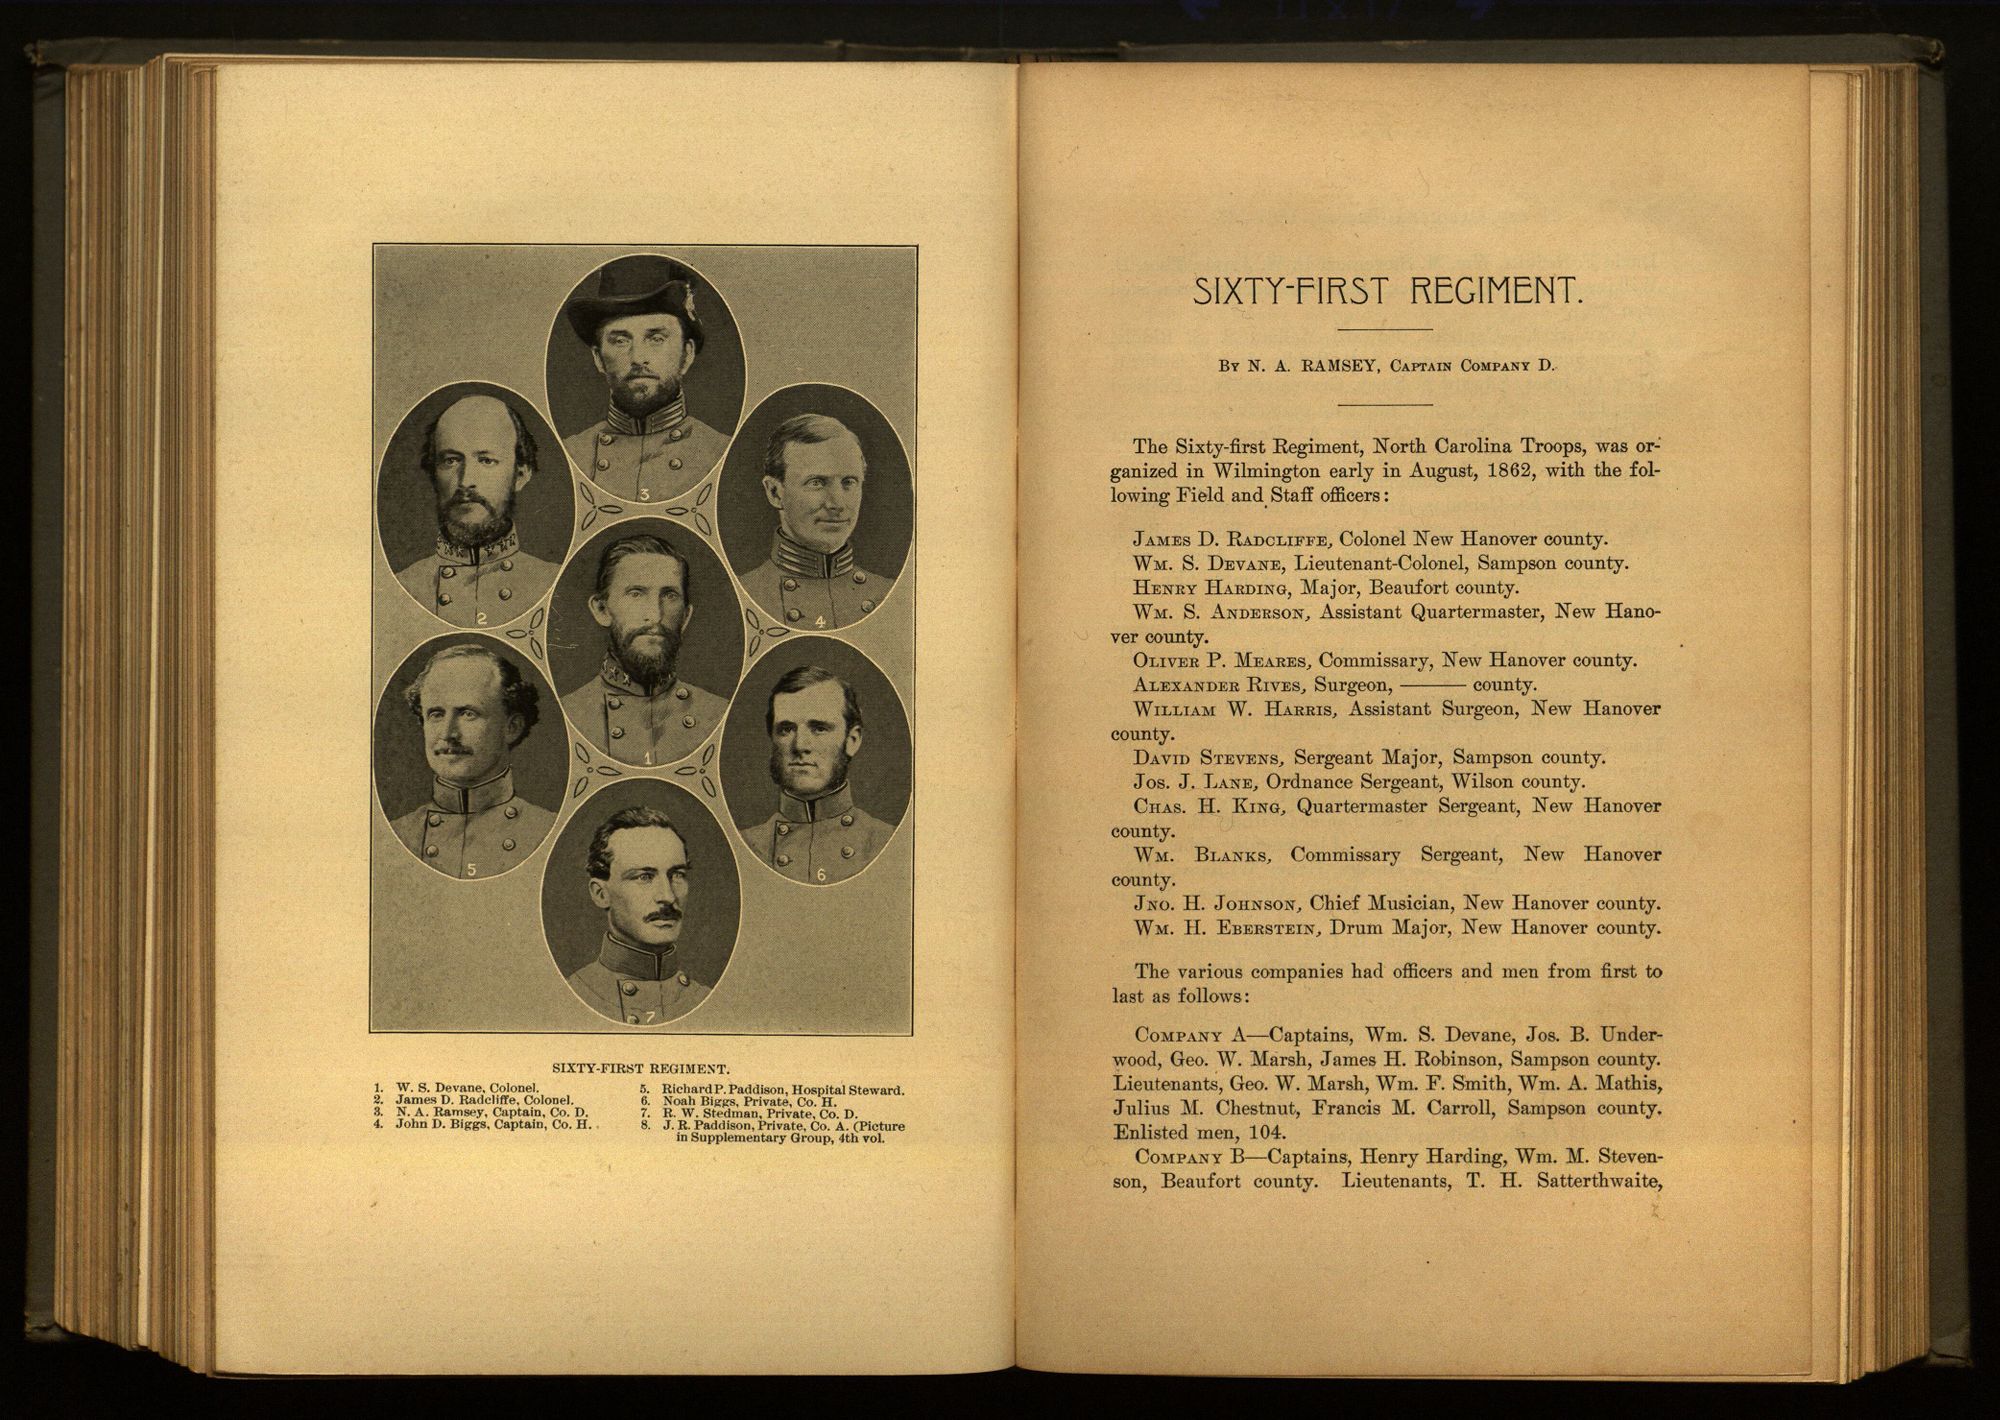 3
2
4
1
5
6
7
SIXTY-FIRST REGIMENT.
1. W. S. Devane, Colonel.
2. James D. Radcliffe, Colonel.
3. N. A. Ramsey, Captain, Co. D.
4. John D. Biggs, Captain, Co. H.
5. Richard P. Paddison, Hospital Steward.
6. Noah Biggs, Private, Co. H.
7. R. W. Stedman, Private, Co. D.
8. J. R. Paddison, Private, Co. A. (Picture
in Supplementary Group, 4th vol.
SIXTY-FIRST REGIMENT.
By N. A. RAMSEY, Captain Company D.
The Sixty-first Regiment, North Carolina Troops, was or-
ganized in Wilmington early in August, 1862, with the fol-
lowing Field and Staff officers:
James D. Radcliffe, Colonel New Hanover county.
Wm. S. Devane, Lieutenant-Colonel, Sampson county.
Henry Harding, Major, Beaufort county.
Wm. S. Anderson, Assistant Quartermaster, New Hano-
ver county.
Oliver P. Meares, Commissary, New Hanover county.
Alexander Rives, Surgeon, ——— county.
William W. Harris, Assistant Surgeon, New Hanover
county.
David Stevens, Sergeant Major, Sampson county.
Jos. J. Lane, Ordnance Sergeant, Wilson county.
Chas. H. King, Quartermaster Sergeant, New Hanover
county.
Wm. Blanks, Commissary Sergeant, New Hanover
county.
Jno. H. Johnson, Chief Musician, New Hanover county.
Wm. H. Eberstein, Drum Major, New Hanover county.
The various companies had officers and men from first to
last as follows:
Company A—Captains, Wm. S. Devane, Jos. B. Under-
wood, Geo. W. Marsh, James H. Robinson, Sampson county.
Lieutenants, Geo. W. Marsh, Wm. F. Smith, Wm. A. Mathis,
Julius M. Chestnut, Francis M. Carroll, Sampson county.
Enlisted men, 104.
Company B—Captains, Henry Harding, Wm. M. Steven-
son, Beaufort county. Lieutenants, T. H. Satterthwaite,